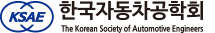 KSAE 한국자동차공학회
The Korean Society of Automotive Engineers